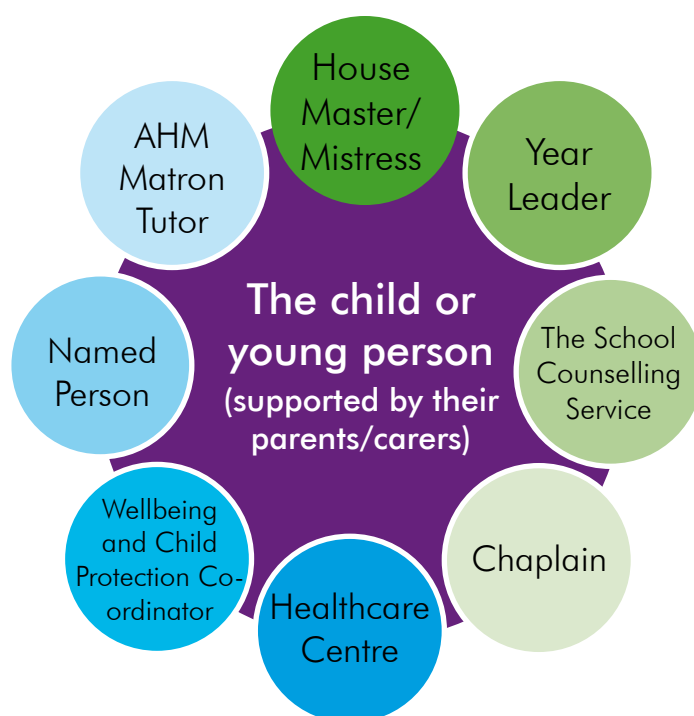 House
Master/
Mistress
Year
Leader
The School
Counselling
Service
Chaplain
Healthcare
Centre
Wellbeing
and Child
Protection Co-
ordinator
Named
Person
AHM
Matron
Tutor
The child or
young person
(supported by their
parents/carers)